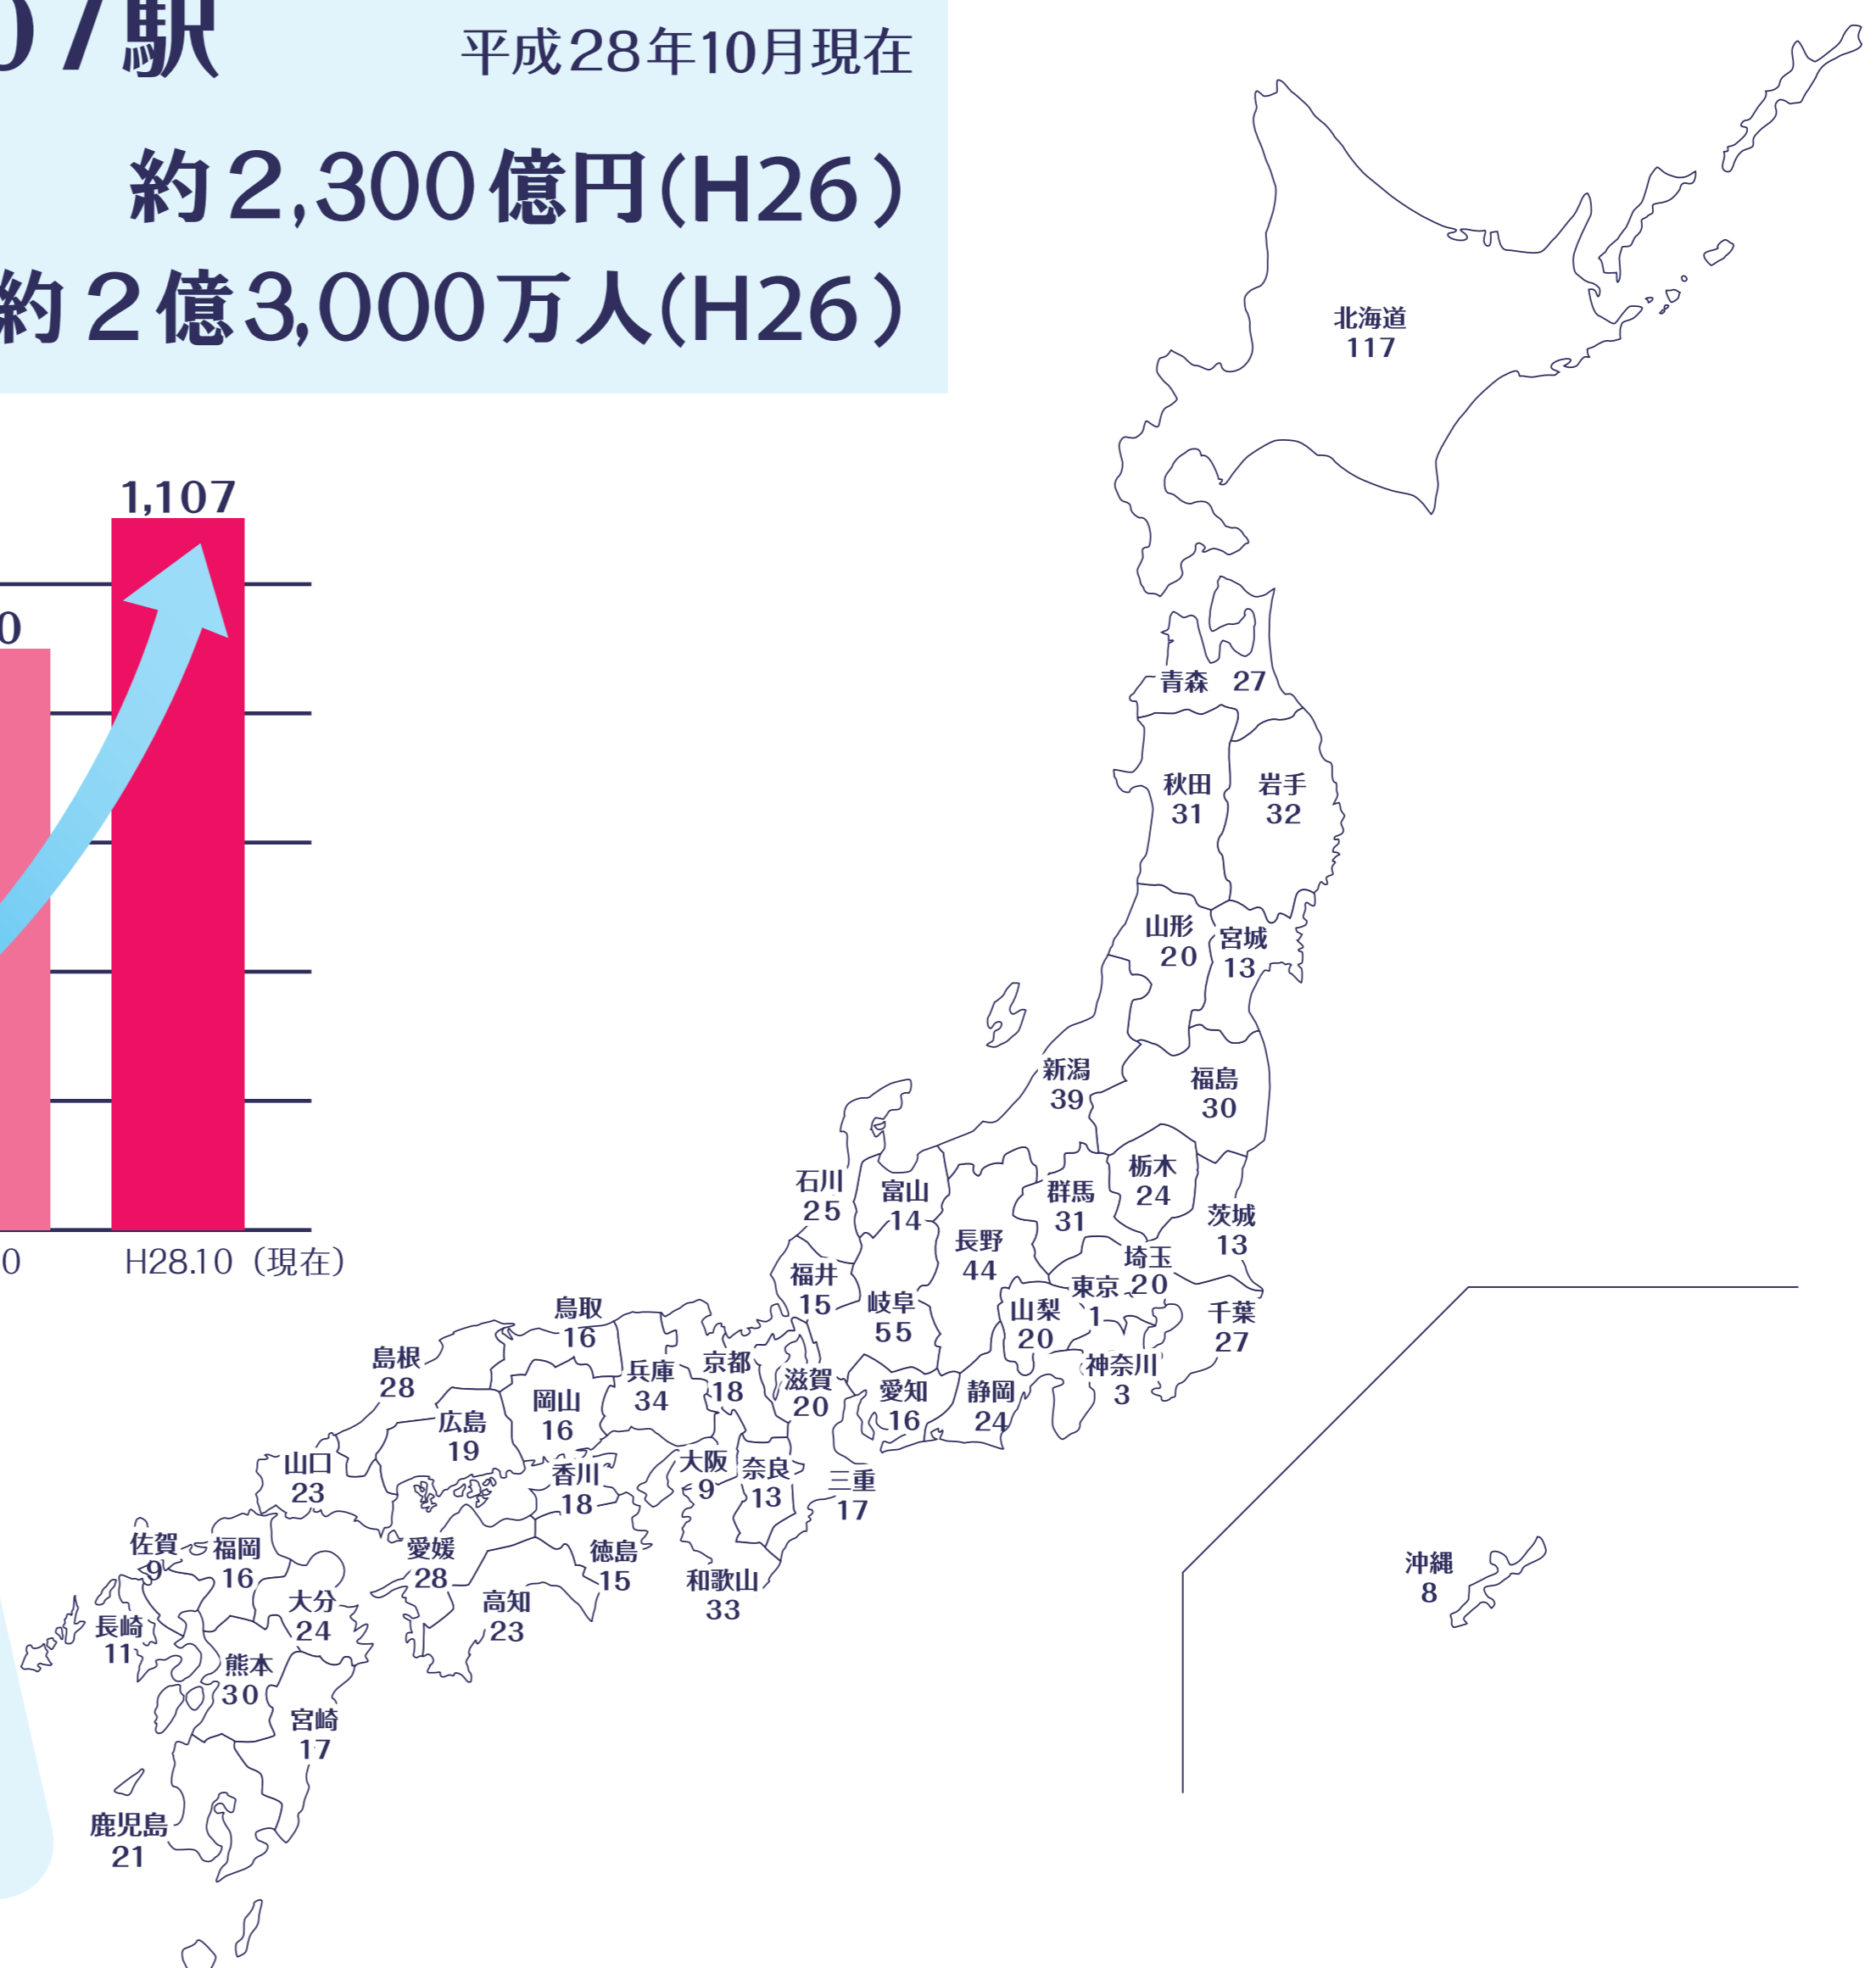 07駅
平成28年10月現在
約2,300億円(H26)
約2億3,000万人(H26)
1,107
0
0
H28.10（現在）
北海道
117
青森 27
秋田
31
岩手
32
山形
20
宮城
13
新潟
39
福島
30
石川
25
富山
14
群馬
31
栃木
24
茨城
13
長野
44
埼玉
20
福井
15
岐阜
55
山梨
20
東京
1
千葉
27
神奈川
3
鳥取
16
島根
28
兵庫
34
京都
18
滋賀
20
愛知
16
静岡
24
岡山
16
広島
19
山口
23
香川
18
大阪
9
奈良
13
三重
17
佐賀
9
福岡
16
愛媛
28
徳島
15
和歌山
33
大分
24
高知
23
長崎
11
熊本
30
宮崎
17
鹿児島
21
沖縄
8